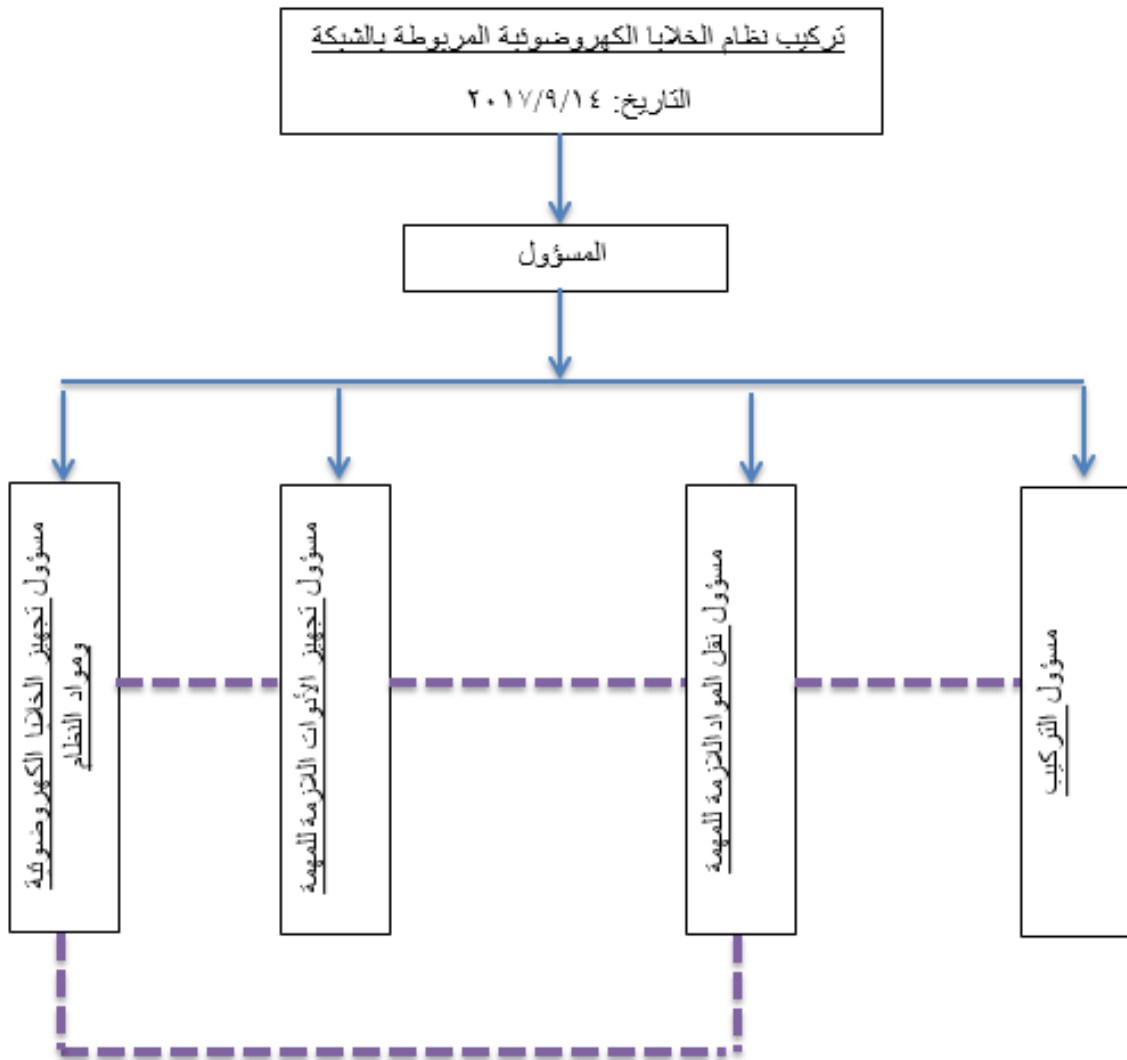 تركيب نظام الخلايا الكهروضوئية المربوطة بالشبكة
التاريخ: ٢٠١٧/٩/١٤
المسؤول
مسؤول التركيب
مسؤول نقل المواد اللازمة للمهمة
مسؤول تجهيز الأدوات اللازمة للمهمة
مسؤول تجهيز الخلايا الكهروضوئية
ومواد النظام